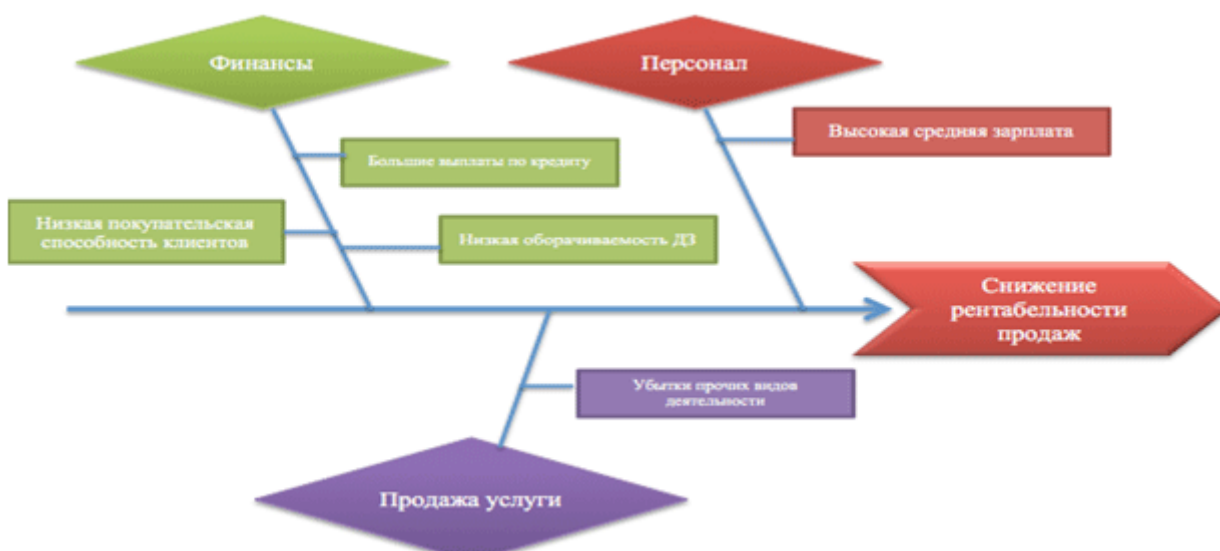 Финансы
Персонал
Высокая средняя зарплата
Большие выплаты по кредиту
Низкая покупательская
способность клиентов
Низкая оборачиваемость ДЗ
Снижение
рентабельности
продаж
Убытки прочих видов
деятельности
Продажа услуги